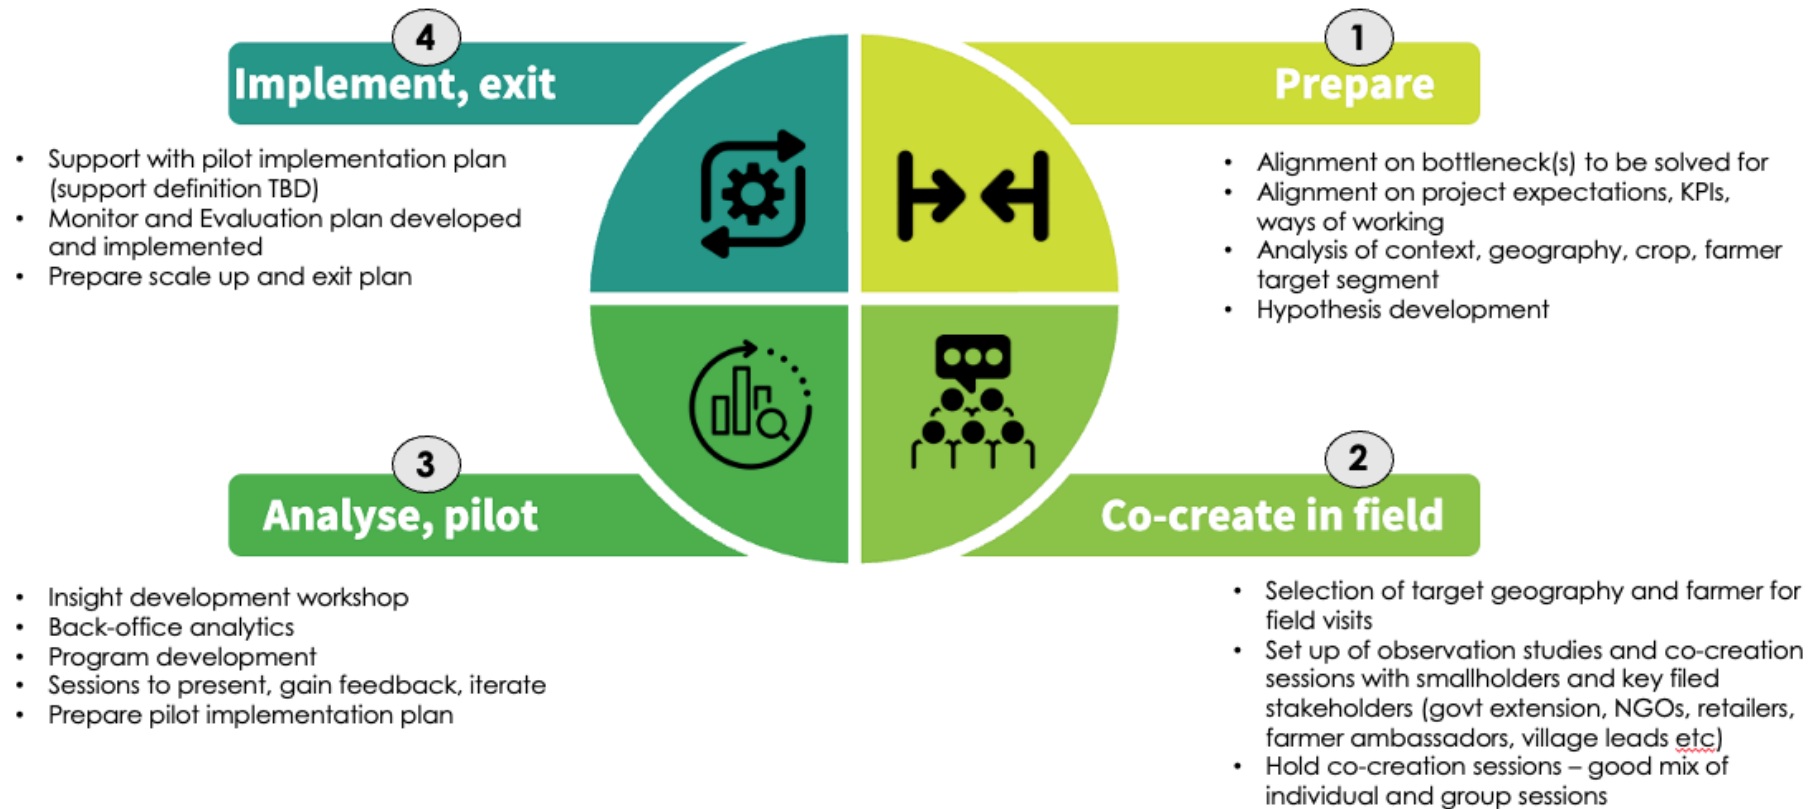 1
Prepare
• Alignment on bottleneck(s) to be solved for
• Alignment on project expectations, KPIs,
ways of working
• Analysis of context, geography, crop, farmer
target segment
• Hypothesis development
2
Co-create in field
• Selection of target geography and farmer for
field visits
• Set up of observation studies and co-creation
sessions with smallholders and key filed
stakeholders (govt extension, NGOs, retailers,
farmer ambassadors, village leads etc)
• Hold co-creation sessions – good mix of
individual and group sessions
3
Analyse, pilot
• Insight development workshop
• Back-office analytics
• Program development
• Sessions to present, gain feedback, iterate
• Prepare pilot implementation plan
4
Implement, exit
• Support with pilot implementation plan
(support definition TBD)
• Monitor and Evaluation plan developed
and implemented
• Prepare scale up and exit plan